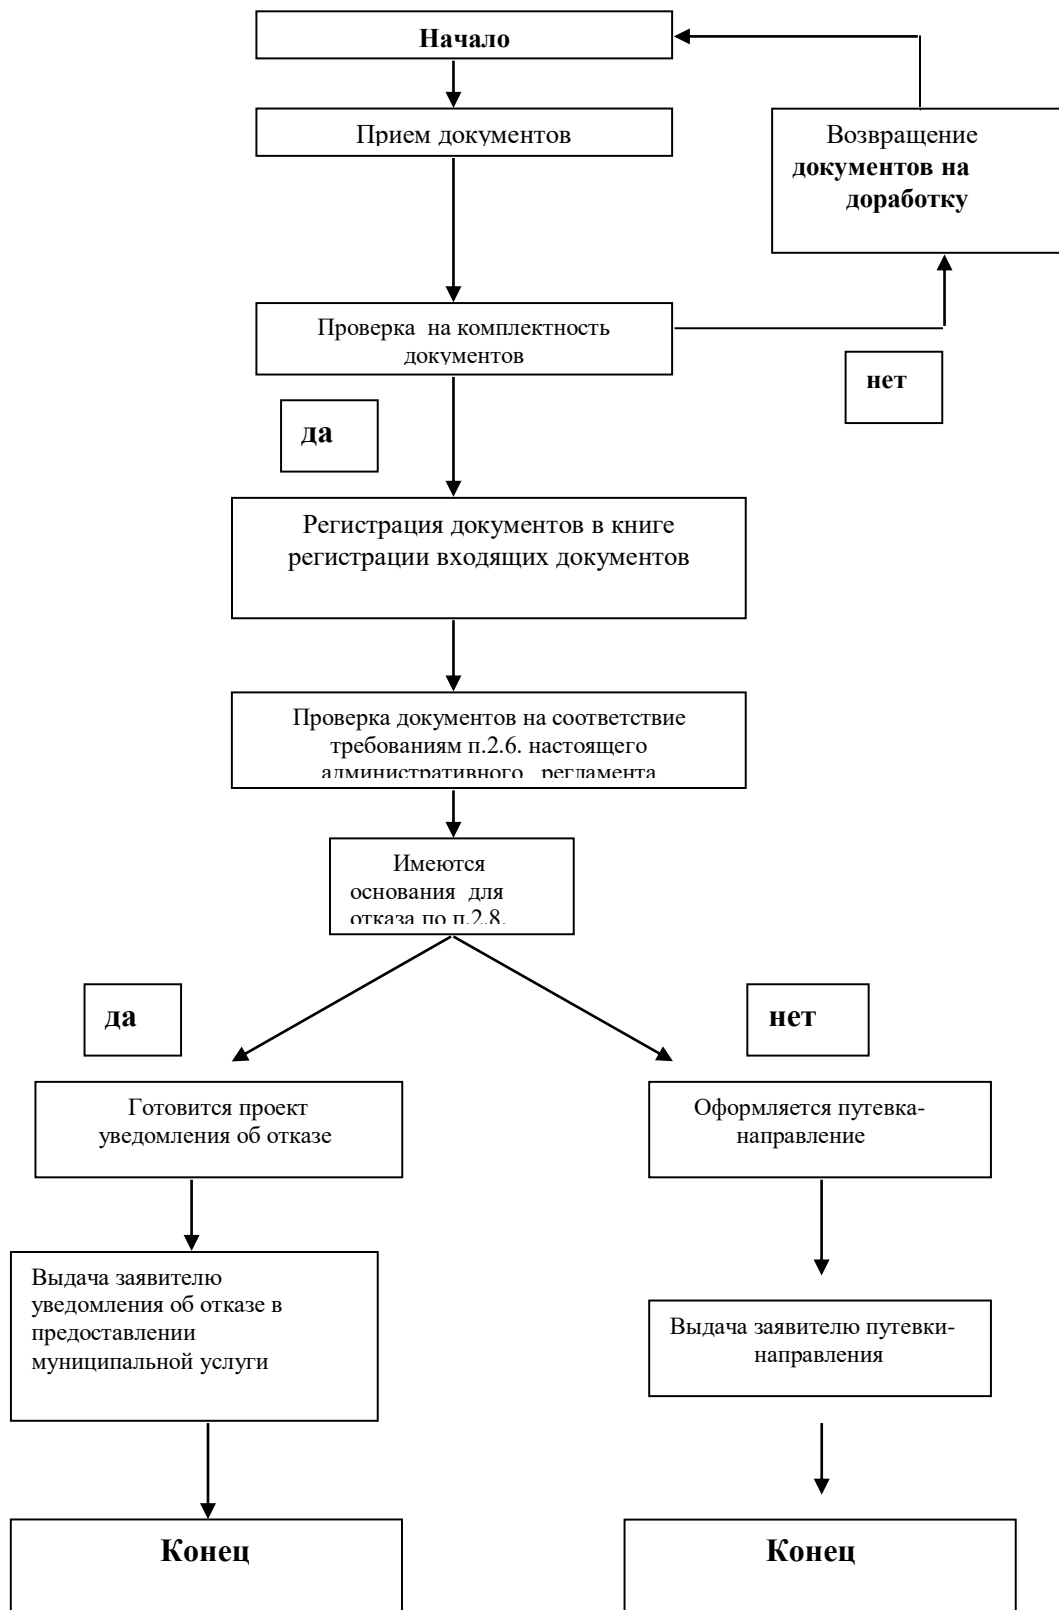 Начало
Прием документов
Возвращение
документов на
доработку
Проверка на комплектность
документов
нет
да
Регистрация документов в книге
регистрации входящих документов
Проверка документов на соответствие
требованиям п.2.6. настоящего
административного регламента
Имеются
основания для
отказа по п.2.8.
да
нет
Готовится проект
уведомления об отказе
Оформляется путевка-
направление
Выдача заявителю
уведомления об отказе в
предоставлении
муниципальной услуги
Выдача заявителю путевки-
направления
Конец
Конец